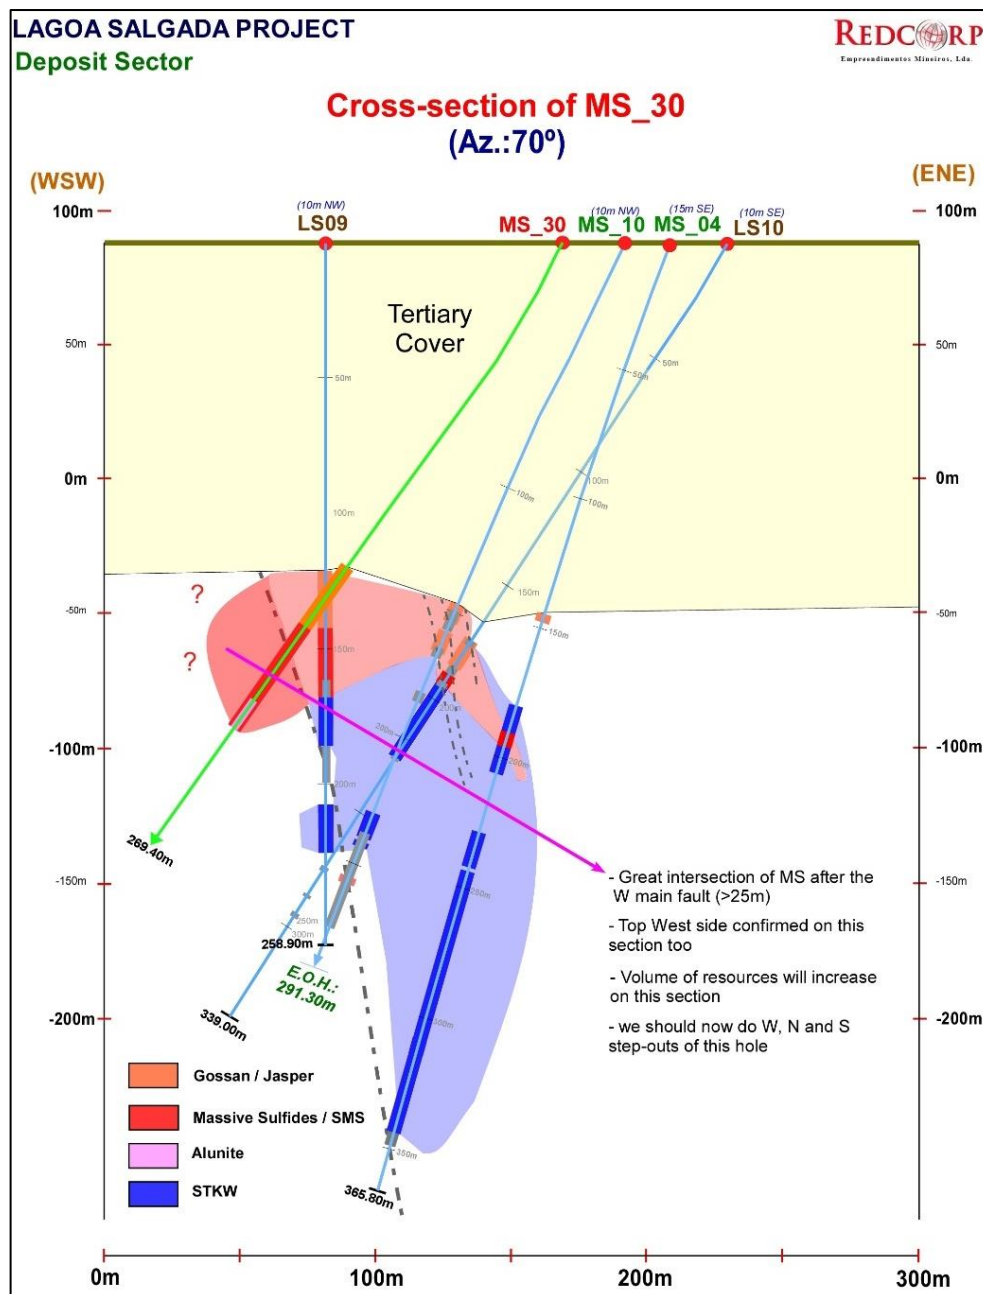 LAGOA SALGADA PROJECT
Deposit Sector
REDCORP
Empreendimentos Mineiros, Lda.
Cross-section of MS_30
(Az.:70º)
(WSW)
(ENE)
100m
(10m NW)
LS09
MS_30
(10m NW)
MS_10
(15m SE)
MS_04
(10m SE)
LS10
100m
Tertiary
Cover
50m
50m
50m
50m
50m
0m
0m
100m
100m
100m
100m
150m
-50m
-50m
150m
150m
?
?
200m
200m
-100m
-100m
200m
200m
269.40m
-150m
-150m
250m
250m
300m
258.90m
E.O.H.:
291.30m
339.00m
-200m
-200m
300m
350m
365.80m
- Great intersection of MS after the
W main fault (>25m)
- Top West side confirmed on this
section too
- Volume of resources will increase
on this section
- we should now do W, N and S
step-outs of this hole
Gossan / Jasper
Massive Sulfides / SMS
Alunite
STKW
0m
100m
200m
300m